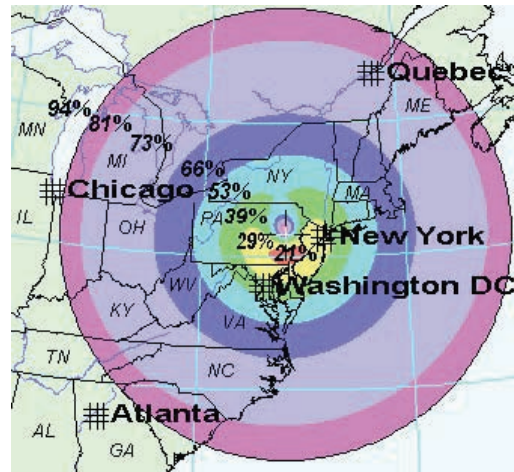 Quebec
94%
ME
81%
MN
73%
MI
66%
NY
Chicago
53%
MA
PA
39%
IL
OH
New York
29%
21%
WV
Washington DC
KY
VA
TN
NC
Atlanta
AL
GA